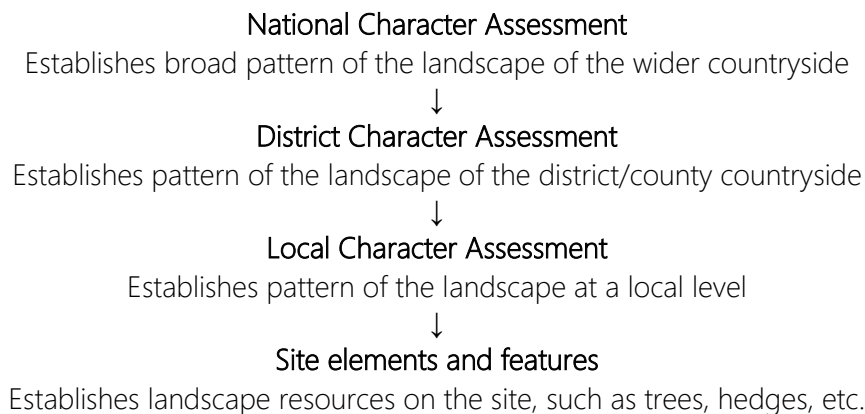 National Character Assessment
Establishes broad pattern of the landscape of the wider countryside
↓
District Character Assessment
Establishes pattern of the landscape of the district/county countryside
↓
Local Character Assessment
Establishes pattern of the landscape at a local level
↓
Site elements and features
Establishes landscape resources on the site, such as trees, hedges, etc.